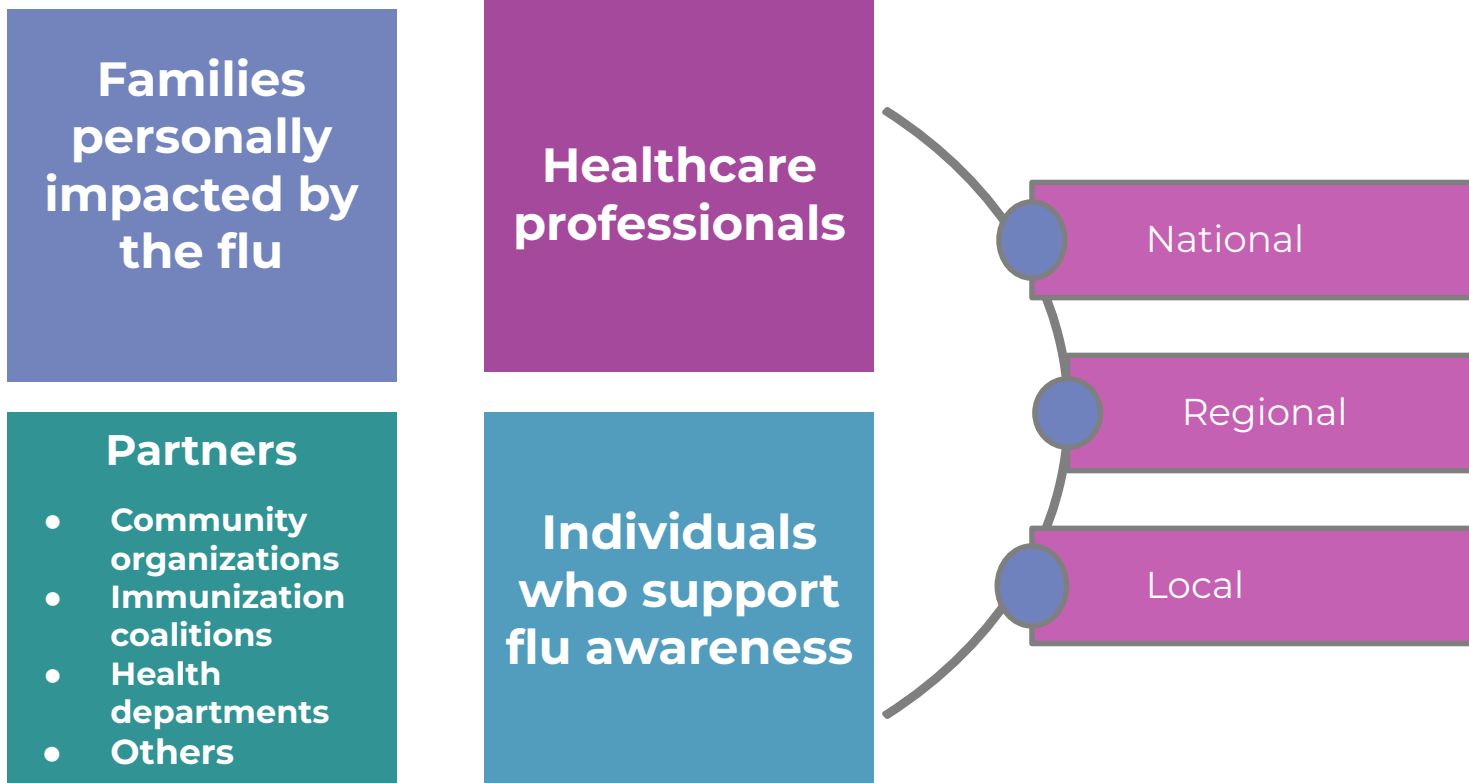 Families
personally
impacted by
the flu
Healthcare
professionals
Partners
● Community
organizations
● Immunization
coalitions
● Health
departments
● Others
Individuals
who support
flu awareness
National
Regional
Local